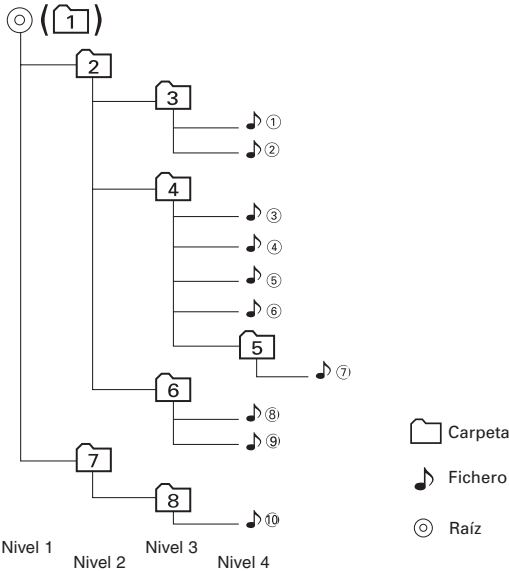 (1)
2
3
①
②
4
③
④
⑤
⑥
5
⑦
6
⑧
⑨
7
8
⑩
Carpeta
Fichero
Raíz
Nivel 1
Nivel 2
Nivel 3
Nivel 4